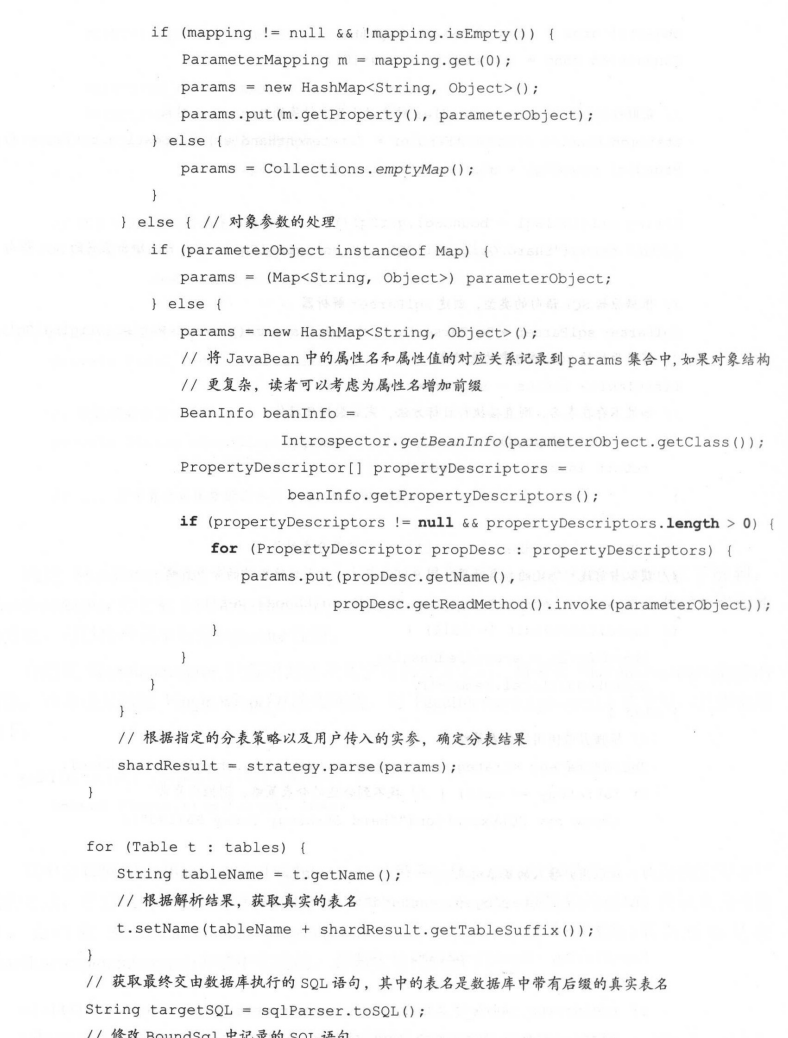 if (mapping != null && !mapping.isEmpty()) {
ParameterMapping m = mapping.get(0);
params = new HashMap<String, Object>();
params.put(m.getProperty(), parameterObject);
} else {
params = Collections.emptyMap();
}
} else { // 对象参数的处理
if (parameterObject instanceof Map) {
params = (Map<String, Object>) parameterObject;
} else {
params = new HashMap<String, Object>();
// 将 JavaBean 中的属性名和属性值的对应关系记录到 params 集合中,如果对象结构
// 更复杂，读者可以考虑为属性名增加前缀
BeanInfo beanInfo =
Introspector.getBeanInfo(parameterObject.getClass());
PropertyDescriptor[] propertyDescriptors =
beanInfo.getPropertyDescriptors();
if (propertyDescriptors != null && propertyDescriptors.length > 0) {
for (PropertyDescriptor propDesc : propertyDescriptors) {
params.put(propDesc.getName(),
propDesc.getReadMethod().invoke(parameterObject));
}
}
}
}
// 根据指定的分表策略以及用户传入的实参，确定分表结果
shardResult = strategy.parse(params);
}
for (Table t : tables) {
String tableName = t.getName();
// 根据解析结果，获取真实的表名
t.setName(tableName + shardResult.getTableSuffix());
}
// 获取最终交由数据库执行的 SQL 语句，其中的表名是数据库中带有后缀的真实表名
String targetSQL = sqlParser.toSQL();
// 修改 BoundSql 中记录的 SQL 语句